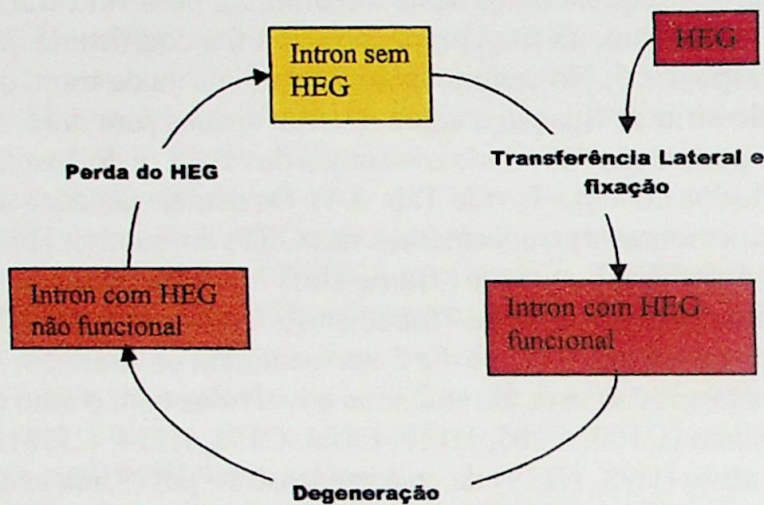 Intron sem
HEG
HEG
Perda do HEG
Transferência Lateral e
fixação
Intron com HEG
não funcional
Intron com HEG
funcional
Degeneração